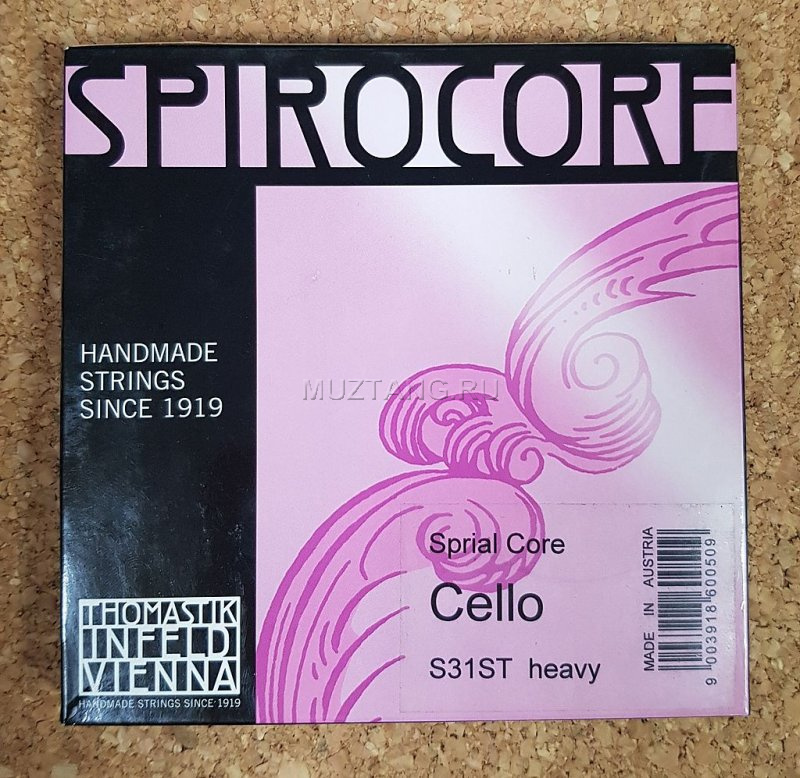 SPIROCORE
HANDMADE
STRINGS
SINCE 1919
MUZTANG.RU
Sprial Core
Cello
S31ST heavy
MADE IN AUSTRIA
9 003918 600509
THOMASTIK
INFELD
VIENNA
HANDMADE STRINGS SINCE 1919